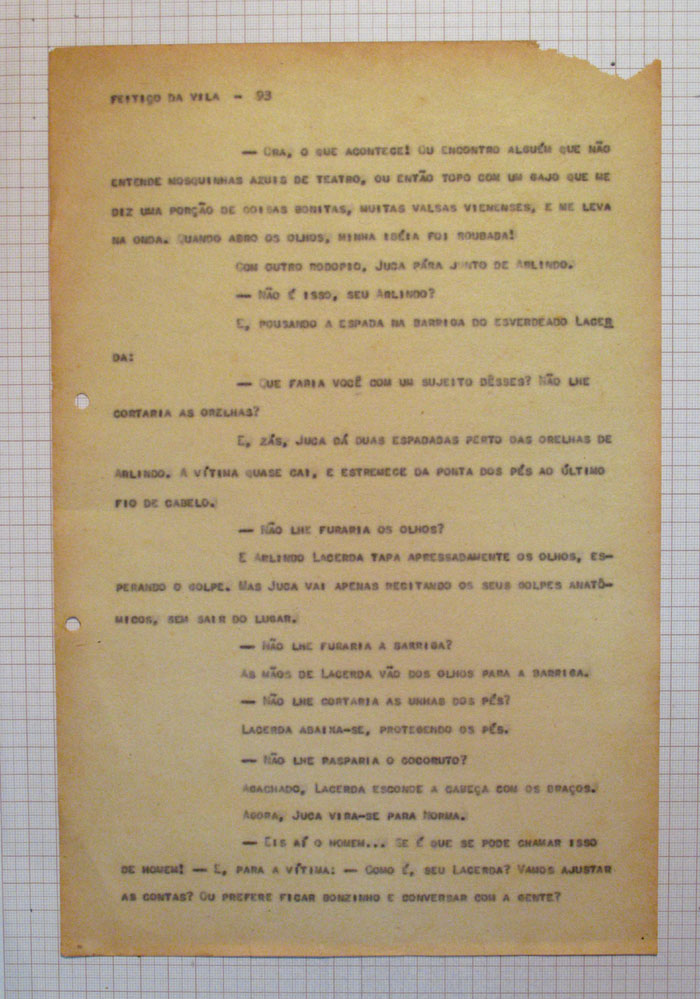 FEITIÇO DA VILA - 93
— ORA, O QUE ACONTECE! OU ENCONTRO ALGUÉM QUE NÃO
ENTENDE MOSQUINHAS AZUIS DE TEATRO, OU ENTÃO TOPO COM UM GAJO QUE ME
DIZ UMA PORÇÃO DE COISAS BONITAS, MUITAS VALSAS VIENENSES, E ME LEVA
NA ONDA. QUANDO ABRO OS OLHOS, MINHA IDÉIA FOI ROUBADA!
COM OUTRO RODOPIO, JUCA PÁRA JUNTO DE ARLINDO.
— NÃO É ISSO, SEU ARLINDO?
E, POUSANDO A ESPADA NA BARRIGA DO ESVERDEADO LACER
DA:
— QUE FARIA VOCÊ COM UM SUJEITO DÊSSES? NÃO LHE
CORTARIA AS ORELHAS?
E, ZÁS, JUCA DÁ DUAS ESPADADAS PERTO DAS ORELHAS DE
ARLINDO. A VÍTIMA QUASE CAI, E ESTREMECE DA PONTA DOS PÉS AO ÚLTIMO
FIO DE CABELO.
— NÃO LHE FURARIA OS OLHOS?
E ARLINDO LACERDA TAPA APRESSADAMENTE OS OLHOS, ES-
PERANDO O GOLPE. MAS JUCA VAI APENAS RECITANDO OS SEUS GOLPES ANATÔ-
MICOS, SEM SAIR DO LUGAR.
— NÃO LHE FURARIA A BARRIGA?
AS MÃOS DE LACERDA VÃO DOS OLHOS PARA A BARRIGA.
— NÃO LHE CORTARIA AS UNHAS DOS PÉS?
LACERDA ABAIXA-SE, PROTEGENDO OS PÉS.
— NÃO LHE RASPARIA O COCORUTO?
AGACHADO, LACERDA ESCONDE A CABEÇA COM OS BRAÇOS.
AGORA, JUCA VIRA-SE PARA NORMA.
— EIS AÍ O HOMEM... SE É QUE SE PODE CHAMAR ISSO
DE HOMEM! — E, PARA A VÍTIMA: — COMO É, SEU LACERDA? VAMOS AJUSTAR
AS CONTAS? OU PREFERE FICAR BONZINHO E CONVERSAR COM A GENTE?